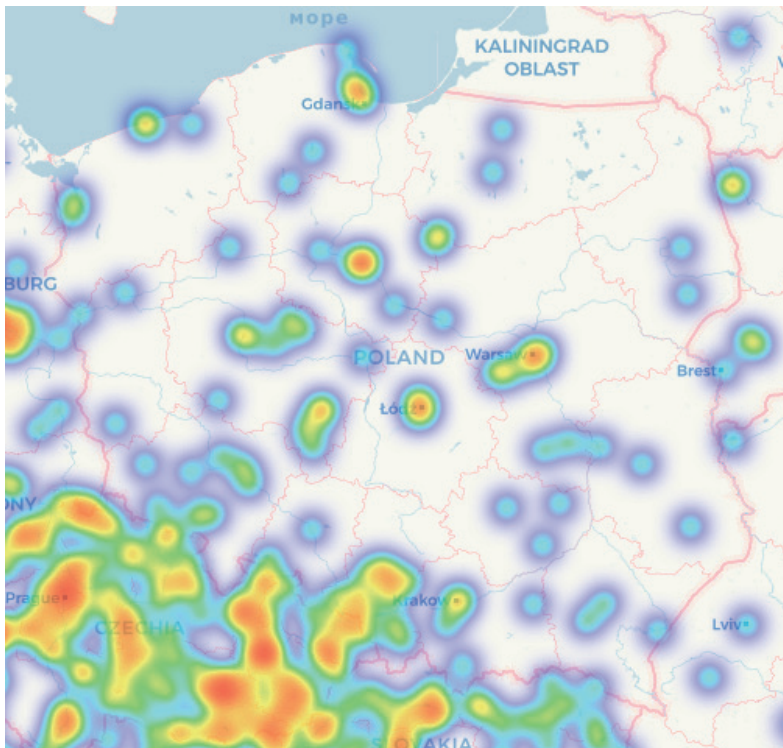 море
KALININGRAD
OBLAST
Gdansk
BURG
POLAND
Warsaw
Brest
Łódź
ONY
Prague
CZECHIA
Krakow
Lviv
SLOVAKIA